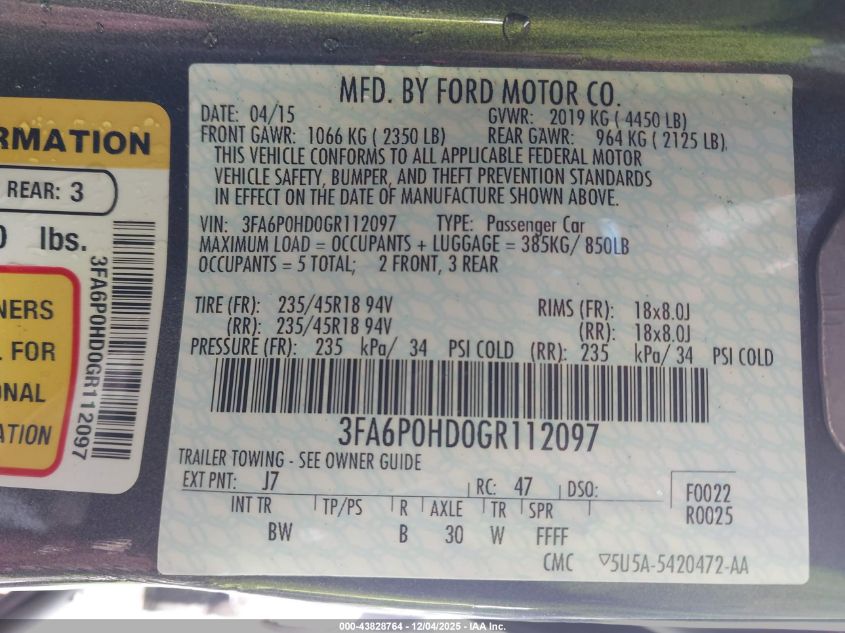 MFD. BY FORD MOTOR CO.
DATE: 04/15 GVWR: 2019 KG ( 4450 LB)
FRONT GAWR: 1066 KG ( 2350 LB) REAR GAWR: 964 KG ( 2125 LB).
THIS VEHICLE CONFORMS TO ALL APPLICABLE FEDERAL MOTOR
VEHICLE SAFETY, BUMPER, AND THEFT PREVENTION STANDARDS
IN EFFECT ON THE DATE OF MANUFACTURE SHOWN ABOVE.
VIN: 3FA6P0HD0GR112097 TYPE: Passenger Car
MAXIMUM LOAD = OCCUPANTS + LUGGAGE = 385KG/ 850LB
OCCUPANTS = 5 TOTAL; 2 FRONT, 3 REAR
TIRE (FR): 235/45R18 94V RIMS (FR): 18x8.0J
(RR): 235/45R18 94V (RR): 18x8.0J
PRESSURE (FR): 235 kPa/ 34 PSI COLD (RR): 235 kPa/ 34 PSI COLD
3FA6P0HD0GR112097
TRAILER TOWING - SEE OWNER GUIDE
EXT PNT: J7 RC: 47 DSO: F0022
INT TR TP/PS R AXLE TR SPR R0025
BW B 30 W FFFF
CMC 5U5A-5420472-AA
RMATION
REAR: 3
0 lbs.
3FA6P0HD0GR112097
NERS
L FOR
ONAL
ATION
000-43828764 - 12/04/2025 - IAA Inc.